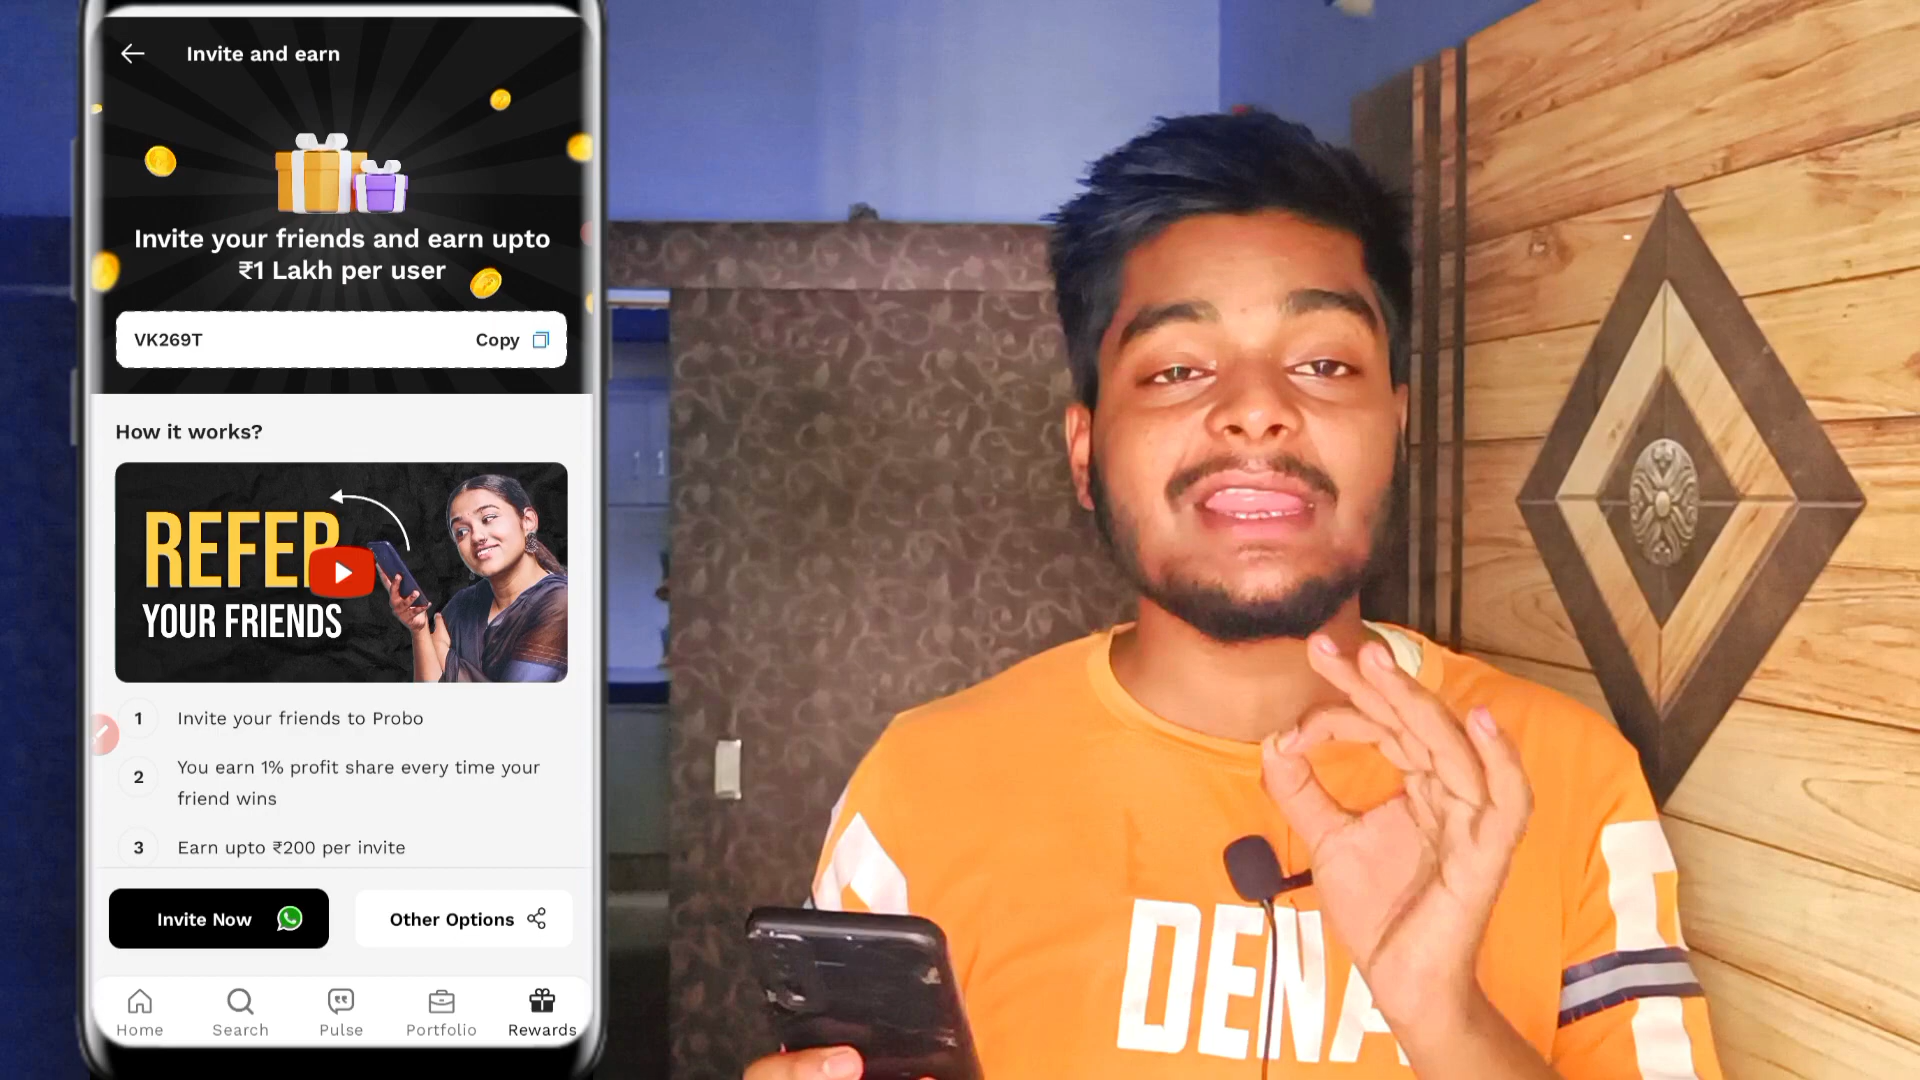 Invite and earn
Invite your friends and earn upto
₹1 Lakh per user
VK269T
Copy
How it works?
REFER
YOUR FRIENDS
1 Invite your friends to Probo
2 You earn 1% profit share every time your
friend wins
3 Earn upto ₹200 per invite
Invite Now
Other Options
Home
Search
Pulse
Portfolio
Rewards